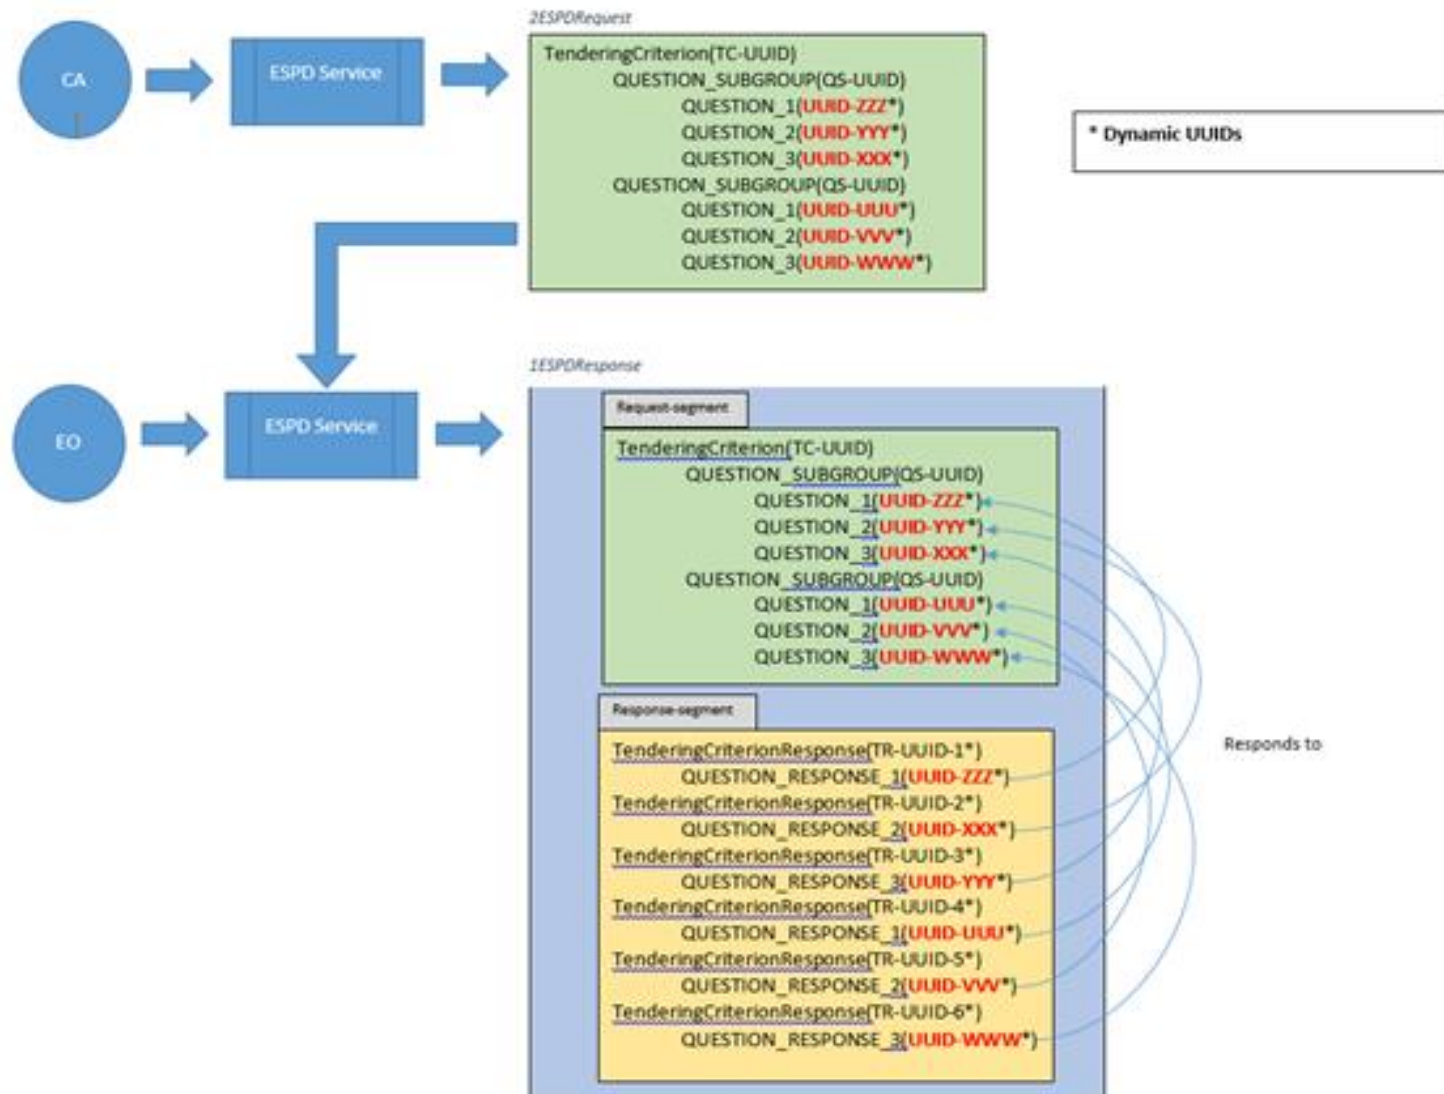 2ESPDRequest
CA
ESPD Service
TenderingCriterion(TC-UUID)
QUESTION_SUBGROUP(QS-UUID)
QUESTION_1(UUID-ZZZ*)
QUESTION_2(UUID-YYY*)
QUESTION_3(UUID-XXX*)
QUESTION_SUBGROUP(QS-UUID)
QUESTION_1(UUID-UUU*)
QUESTION_2(UUID-VVV*)
QUESTION_3(UUID-WWW*)
* Dynamic UUIDs
1ESPDResponse
EO
ESPD Service
Request-segment
TenderingCriterion(TC-UUID)
QUESTION_SUBGROUP(QS-UUID)
QUESTION_1(UUID-ZZZ*)
QUESTION_2(UUID-YYY*)
QUESTION_3(UUID-XXX*)
QUESTION_SUBGROUP(QS-UUID)
QUESTION_1(UUID-UUU*)
QUESTION_2(UUID-VVV*)
QUESTION_3(UUID-WWW*)
Response-segment
TenderingCriterionResponse(TR-UUID-1*)
QUESTION_RESPONSE_1(UUID-ZZZ*)
TenderingCriterionResponse(TR-UUID-2*)
QUESTION_RESPONSE_2(UUID-XXX*)
TenderingCriterionResponse(TR-UUID-3*)
QUESTION_RESPONSE_3(UUID-YYY*)
TenderingCriterionResponse(TR-UUID-4*)
QUESTION_RESPONSE_1(UUID-UUU*)
TenderingCriterionResponse(TR-UUID-5*)
QUESTION_RESPONSE_2(UUID-VVV*)
TenderingCriterionResponse(TR-UUID-6*)
QUESTION_RESPONSE_3(UUID-WWW*)
Responds to